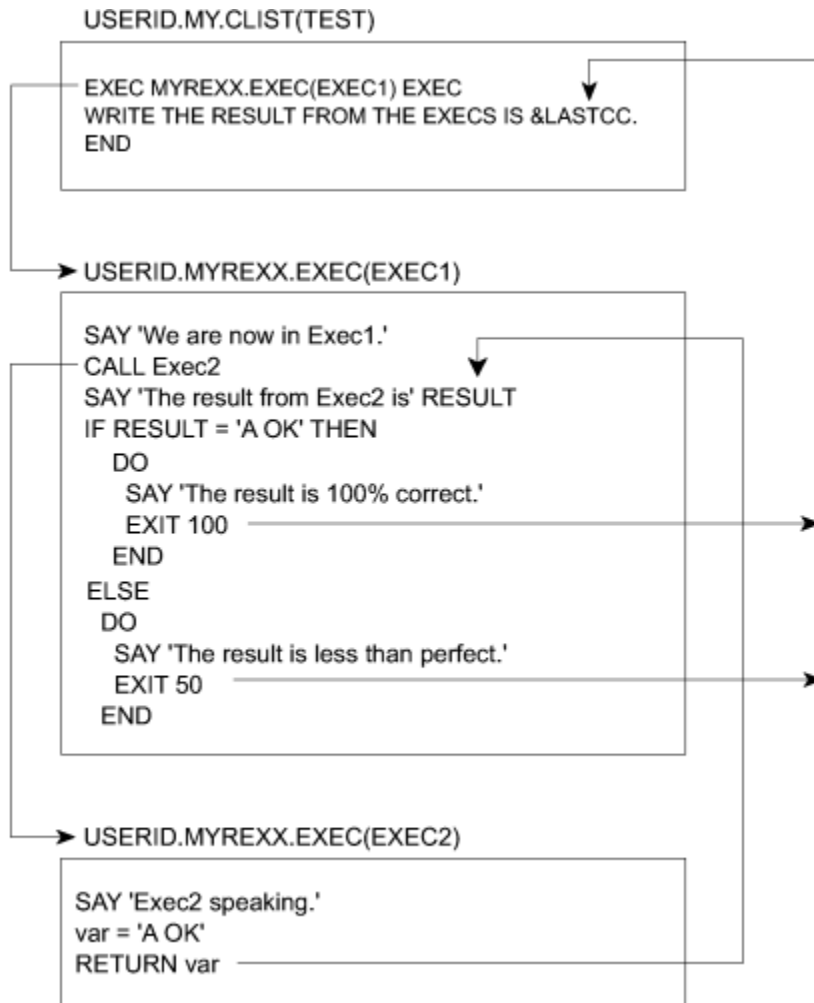 USERID.MY.CLIST(TEST)
EXEC MYREXX.EXEC(EXEC1) EXEC
WRITE THE RESULT FROM THE EXECS IS &LASTCC.
END
USERID.MYREXX.EXEC(EXEC1)
SAY 'We are now in Exec1.'
CALL Exec2
SAY 'The result from Exec2 is' RESULT
IF RESULT = 'A OK' THEN
DO
SAY 'The result is 100% correct.'
EXIT 100
END
ELSE
DO
SAY 'The result is less than perfect.'
EXIT 50
END
USERID.MYREXX.EXEC(EXEC2)
SAY 'Exec2 speaking.'
var = 'A OK'
RETURN var